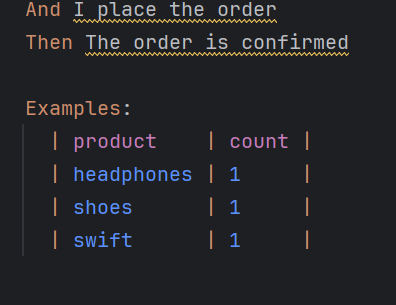 And I place the order
Then The order is confirmed
Examples:
| product | count |
| headphones | 1 |
| shoes | 1 |
| swift | 1 |